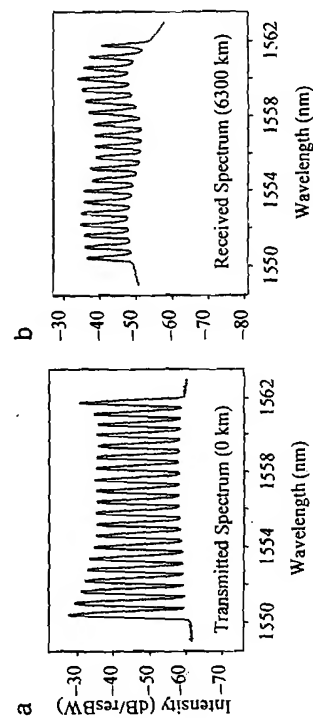 a
Intensity (dB/resBW)
-30
-40
-50
-60
-70
Transmitted Spectrum (0 km)
1550
1554
1558
1562
Wavelength (nm)
b
-30
-40
-50
-60
-70
-80
Received Spectrum (6300 km)
1550
1554
1558
1562
Wavelength (nm)